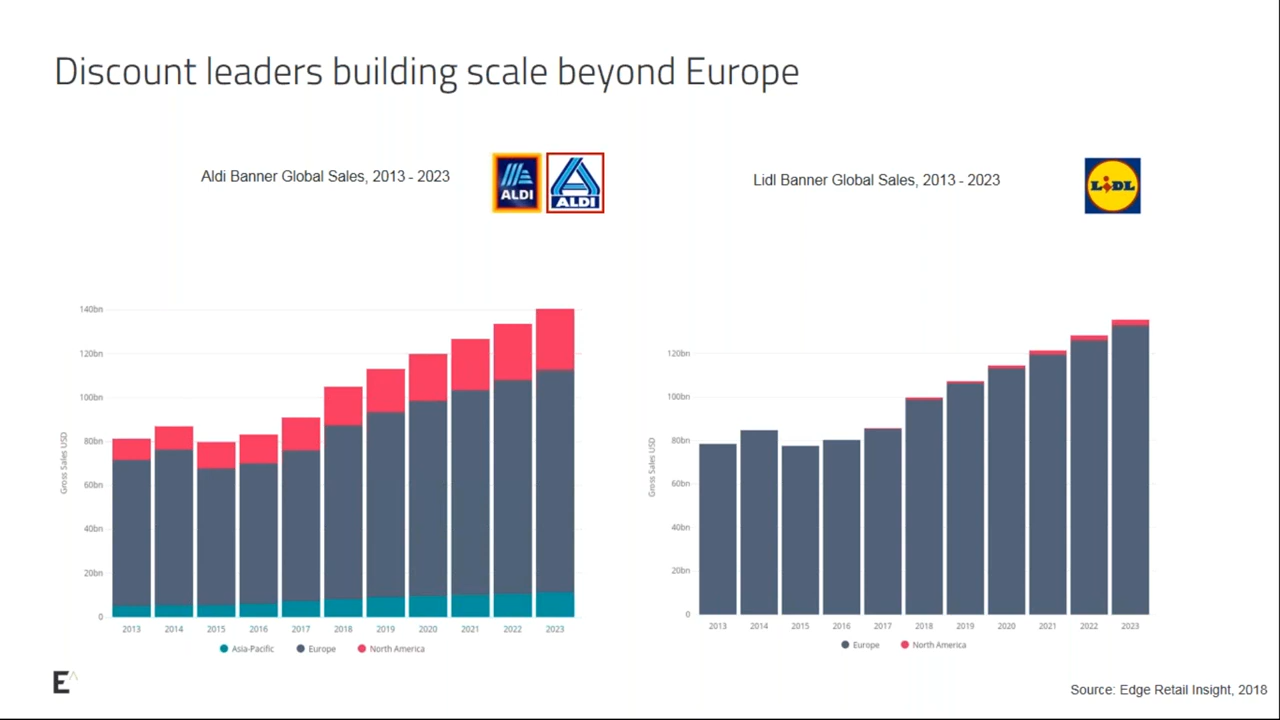 Discount leaders building scale beyond Europe
Aldi Banner Global Sales, 2013 - 2023
ALDI
ALDI
Lidl Banner Global Sales, 2013 - 2023
LIDL
140bn
120bn
100bn
80bn
60bn
40bn
20bn
0
Gross Sales USD
2013 2014 2015 2016 2017 2018 2019 2020 2021 2022 2023
Asia-Pacific Europe North America
120bn
100bn
80bn
60bn
40bn
20bn
0
Gross Sales USD
2013 2014 2015 2016 2017 2018 2019 2020 2021 2022 2023
Europe North America
E^
Source: Edge Retail Insight, 2018